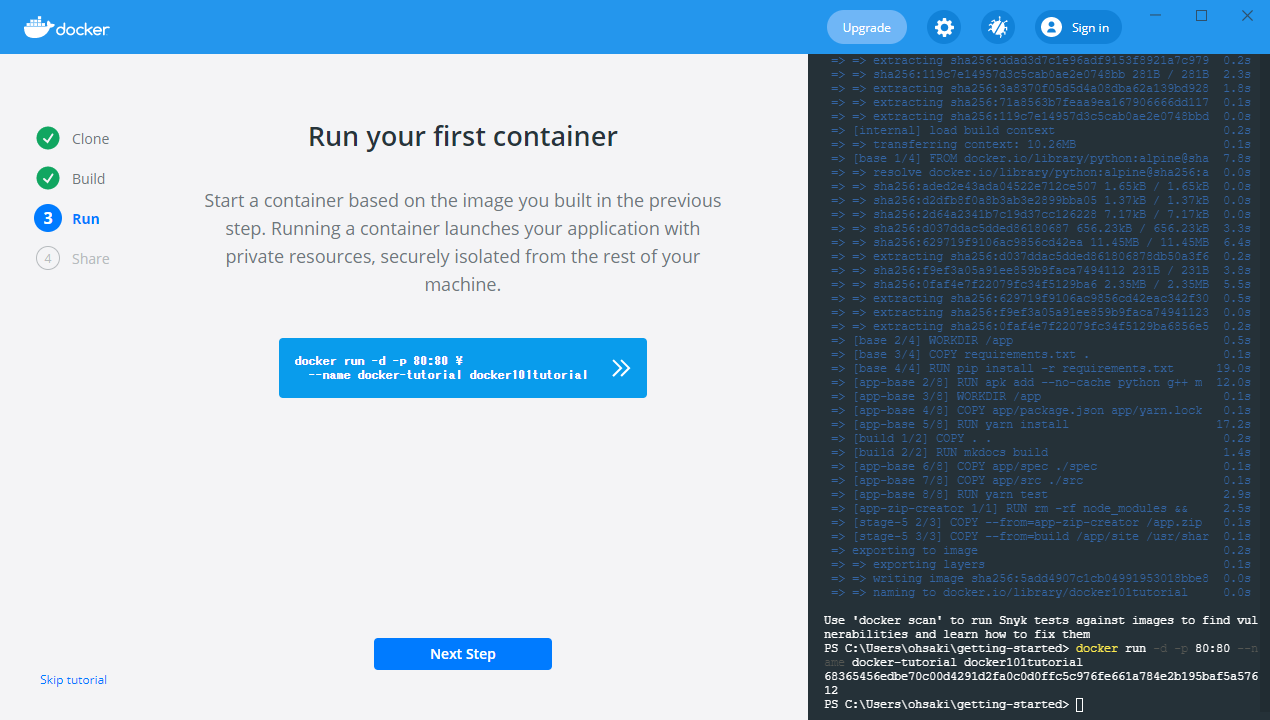 docker
Upgrade
Sign in
Clone
Build
3 Run
4 Share
Run your first container
Start a container based on the image you built in the previous
step. Running a container launches your application with
private resources, securely isolated from the rest of your
machine.
docker run -d -p 80:80 ¥
--name docker-tutorial docker101tutorial
Next Step
Skip tutorial
=> => extracting sha256:ddad3d7c1e96adf9153f8921a7c979 0.2s
=> => sha256:119c7e14957d3c5cab0ae2e0748bb 281B / 281B 2.3s
=> => extracting sha256:3a8370f05d5d4a08dba62a139bd928 1.8s
=> => extracting sha256:71a8563b7feaa9ea167906666dd117 0.1s
=> => extracting sha256:119c7e14957d3c5cab0ae2e0748bbd 0.0s
=> [internal] load build context 0.2s
=> => transferring context: 10.26MB 0.1s
=> [base 1/4] FROM docker.io/library/python:alpine@sha 7.8s
=> => resolve docker.io/library/python:alpine@sha256:a 0.0s
=> => sha256:aded2e43ada04522e712ce507 1.65kB / 1.65kB 0.0s
=> => sha256:d2dfb8f0a8b3ab3e2899bba05 1.37kB / 1.37kB 0.0s
=> => sha256:2d64a2341b7c19d37cc126228 7.17kB / 7.17kB 0.0s
=> => sha256:d037ddac5dded86180687 656.23kB / 656.23kB 3.3s
=> => sha256:629719f9106ac9856cd42ea 11.45MB / 11.45MB 6.4s
=> => extracting sha256:d037ddac5dded861806878db50a3f6 0.2s
=> => sha256:f9ef3a05a91ee859b9faca7494112 231B / 231B 3.8s
=> => sha256:0faf4e7f22079fc34f5129ba6 2.35MB / 2.35MB 5.5s
=> => extracting sha256:629719f9106ac9856cd42eac342f30 0.5s
=> => extracting sha256:f9ef3a05a91ee859b9faca74941123 0.0s
=> => extracting sha256:0faf4e7f22079fc34f5129ba6856e5 0.2s
=> [base 2/4] WORKDIR /app 0.5s
=> [base 3/4] COPY requirements.txt . 0.1s
=> [base 4/4] RUN pip install -r requirements.txt 19.0s
=> [app-base 2/8] RUN apk add --no-cache python g++ m 12.0s
=> [app-base 3/8] WORKDIR /app 0.1s
=> [app-base 4/8] COPY app/package.json app/yarn.lock 0.1s
=> [app-base 5/8] RUN yarn install 17.2s
=> [build 1/2] COPY . . 0.2s
=> [build 2/2] RUN mkdocs build 1.4s
=> [app-base 6/8] COPY app/spec ./spec 0.1s
=> [app-base 7/8] COPY app/src ./src 0.1s
=> [app-base 8/8] RUN yarn test 2.9s
=> [app-zip-creator 1/1] RUN rm -rf node_modules && 2.5s
=> [stage-5 2/3] COPY --from=app-zip-creator /app.zip 0.1s
=> [stage-5 3/3] COPY --from=build /app/site /usr/shar 0.1s
=> exporting to image 0.2s
=> => exporting layers 0.1s
=> => writing image sha256:5add4907c1cb04991953018bbe8 0.0s
=> => naming to docker.io/library/docker101tutorial 0.0s
Use 'docker scan' to run Snyk tests against images to find vul
nerabilities and learn how to fix them
PS C:\Users\ohsaki\getting-started> docker run -d -p 80:80 --n
ame docker-tutorial docker101tutorial
68365456edbe70c00d4291d2fa0c0d0ffc5c976fe661a784e2b195baf5a576
12
PS C:\Users\ohsaki\getting-started>